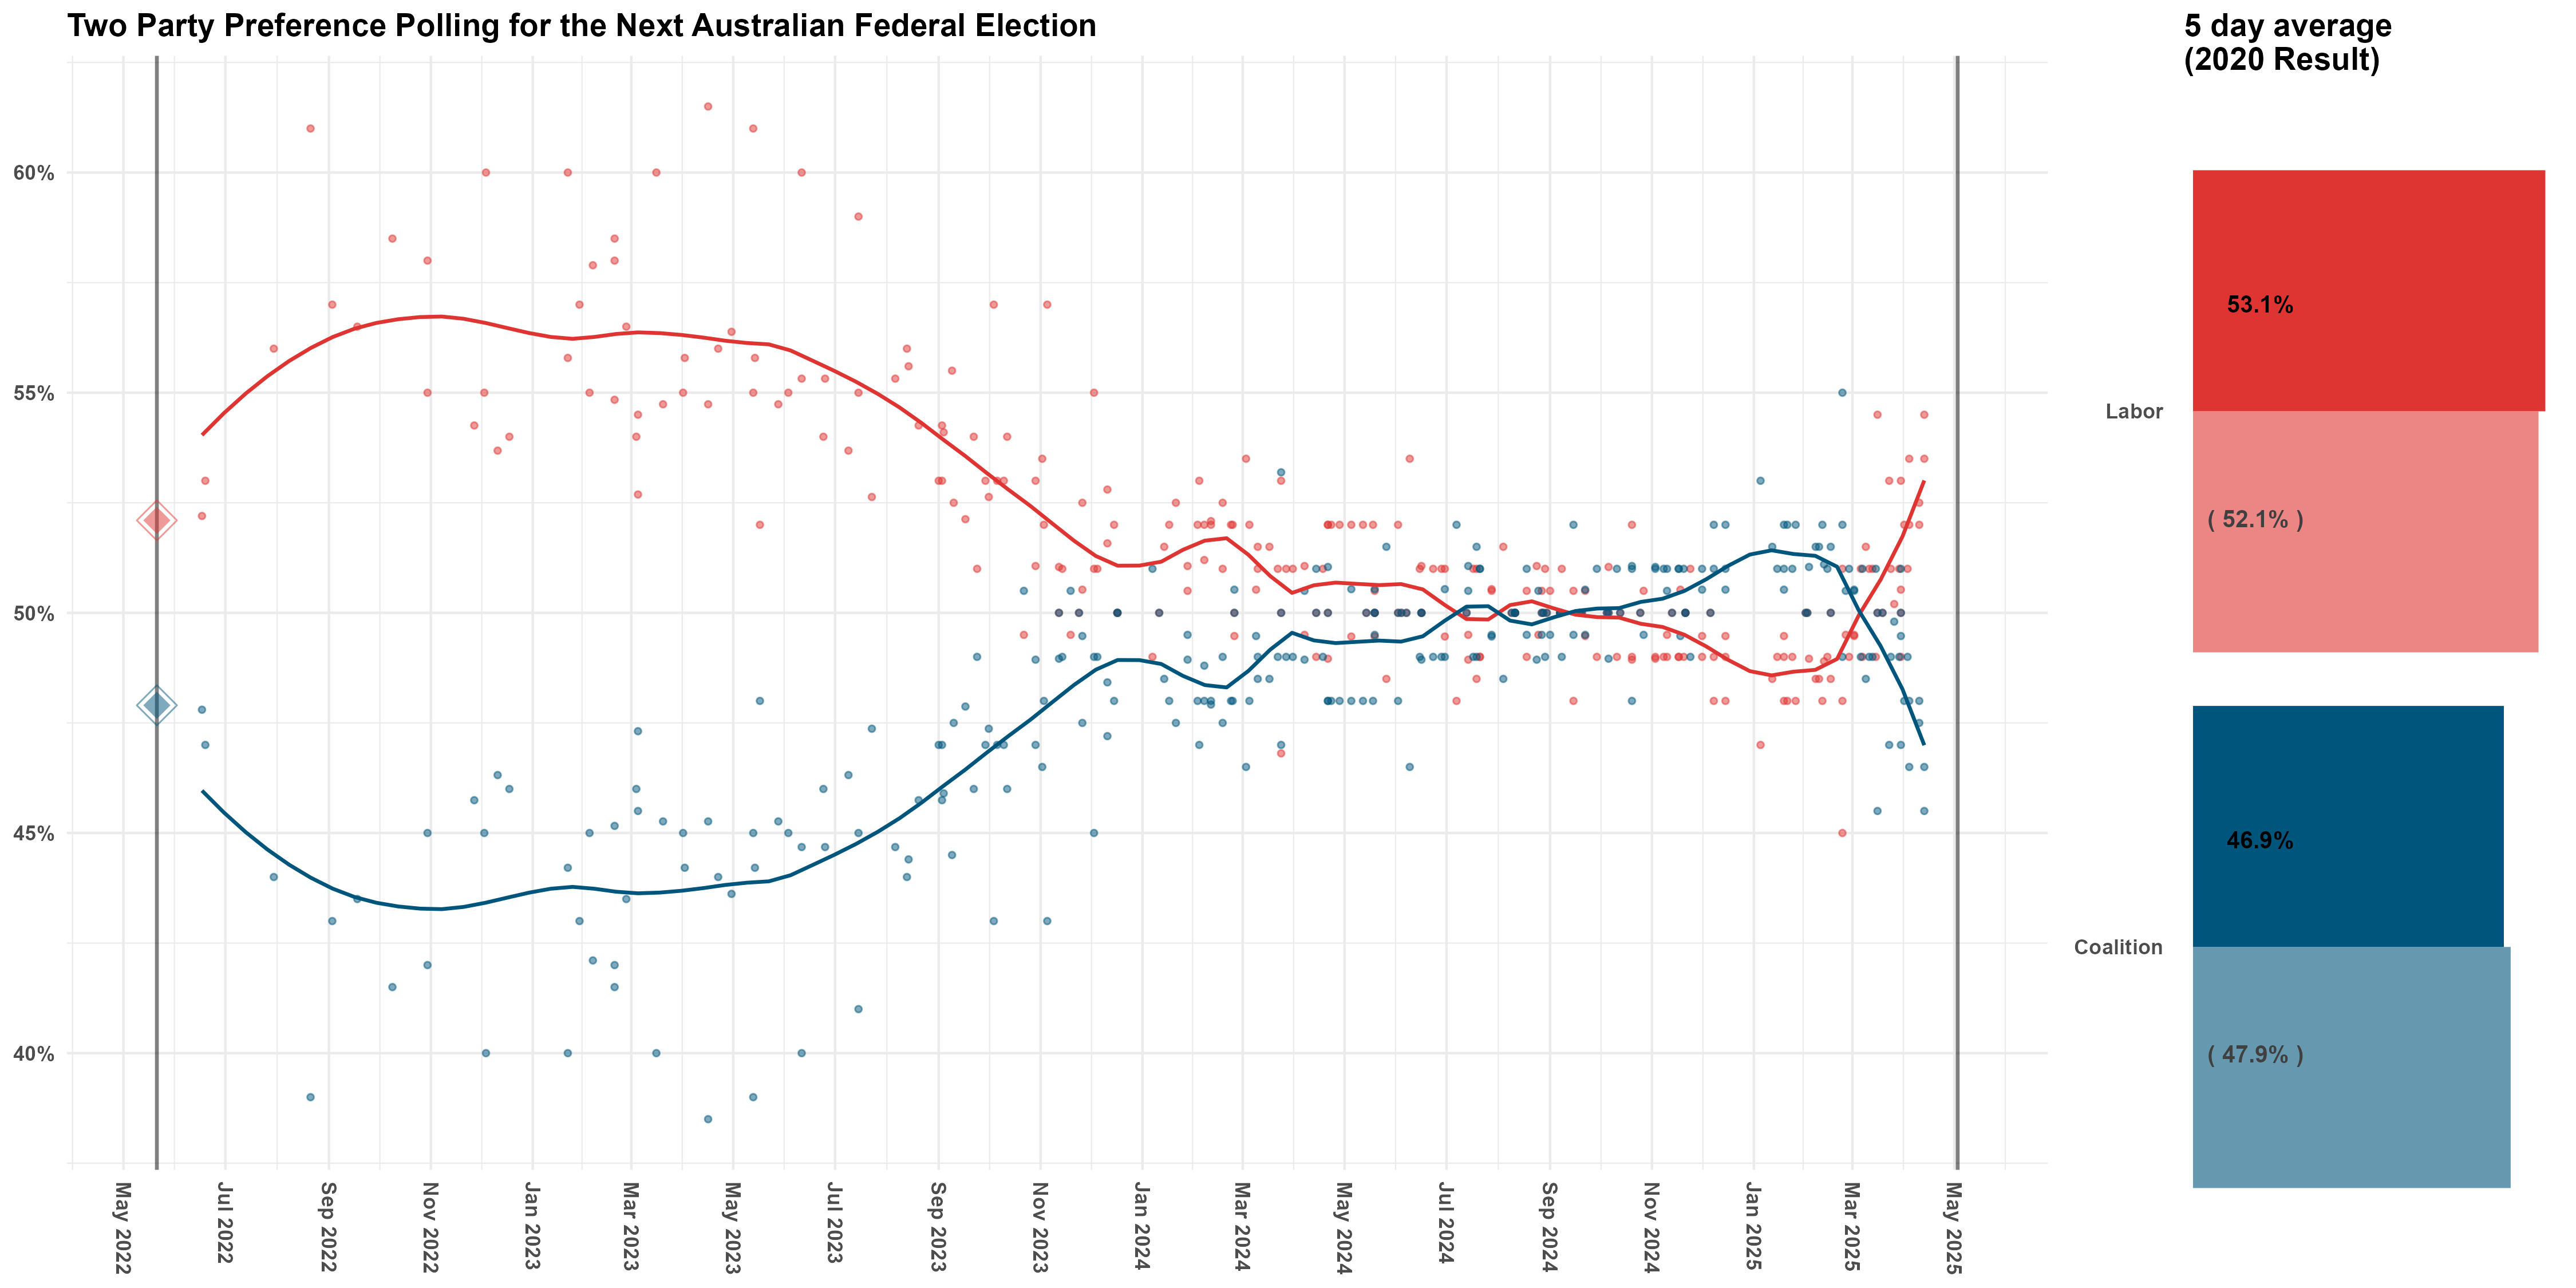 Two Party Preference Polling for the Next Australian Federal Election
5 day average
(2020 Result)
60%
55%
50%
45%
40%
May 2022
Jul 2022
Sep 2022
Nov 2022
Jan 2023
Mar 2023
May 2023
Jul 2023
Sep 2023
Nov 2023
Jan 2024
Mar 2024
May 2024
Jul 2024
Sep 2024
Nov 2024
Jan 2025
Mar 2025
May 2025
Labor
53.1%
( 52.1% )
Coalition
46.9%
( 47.9% )